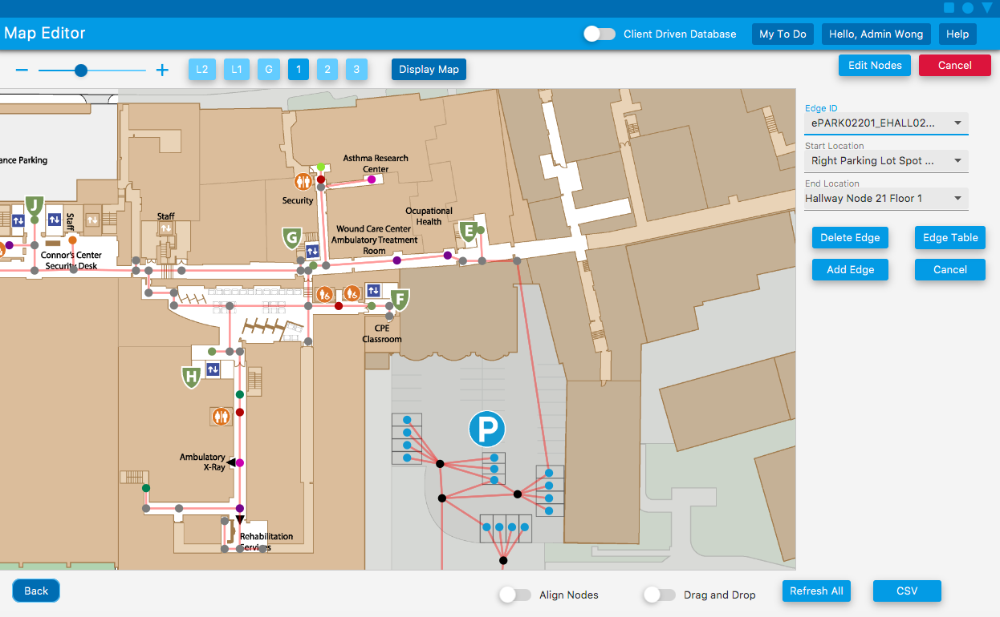 Map Editor
Client Driven Database
My To Do
Hello, Admin Wong
Help
L2
L1
G
1
2
3
Display Map
Edit Nodes
Cancel
Edge ID
ePARK02201_EHALL02...
Start Location
Right Parking Lot Spot ...
End Location
Hallway Node 21 Floor 1
Delete Edge
Edge Table
Add Edge
Cancel
ance Parking
Asthma Research
Center
Security
Staff
Staff
J
Ocupational
Health
Wound Care Center
Ambulatory Treatment
Room
G
E
Connor's Center
Security Desk
F
CPE
Classroom
H
P
Ambulatory
X-Ray
Rehabilitation
Services
Back
Align Nodes
Drag and Drop
Refresh All
CSV